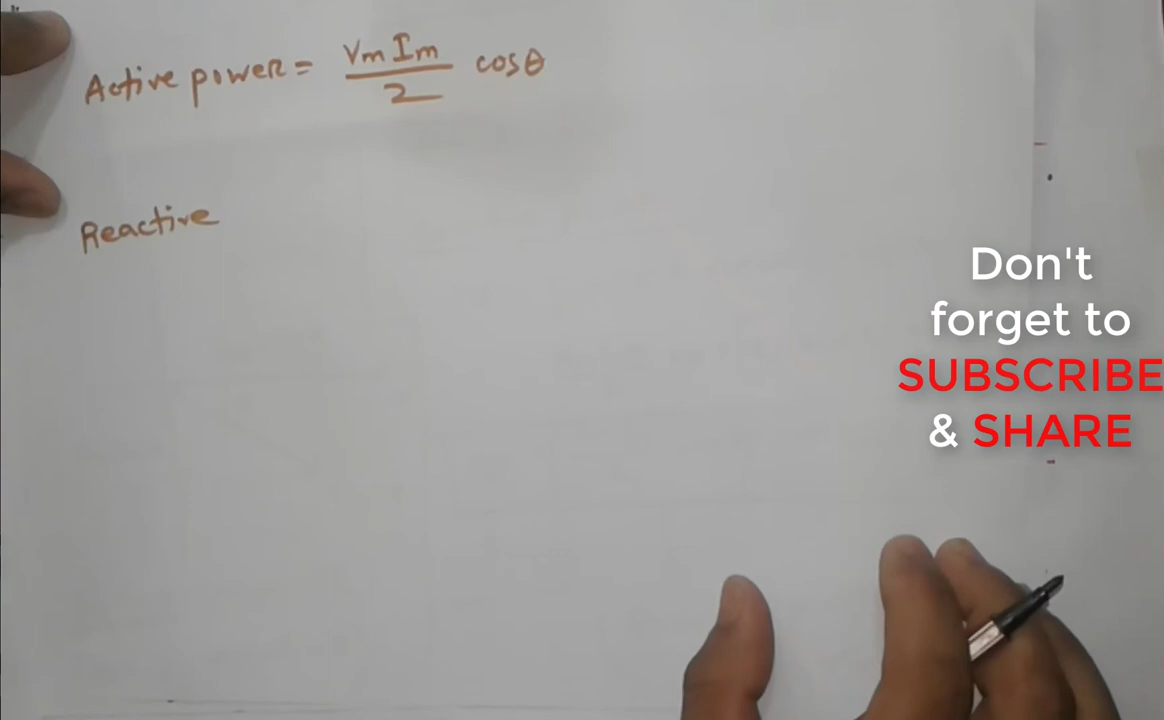 Active power = VmIm/2 cosθ
Reactive
Don't
forget to
SUBSCRIBE
& SHARE